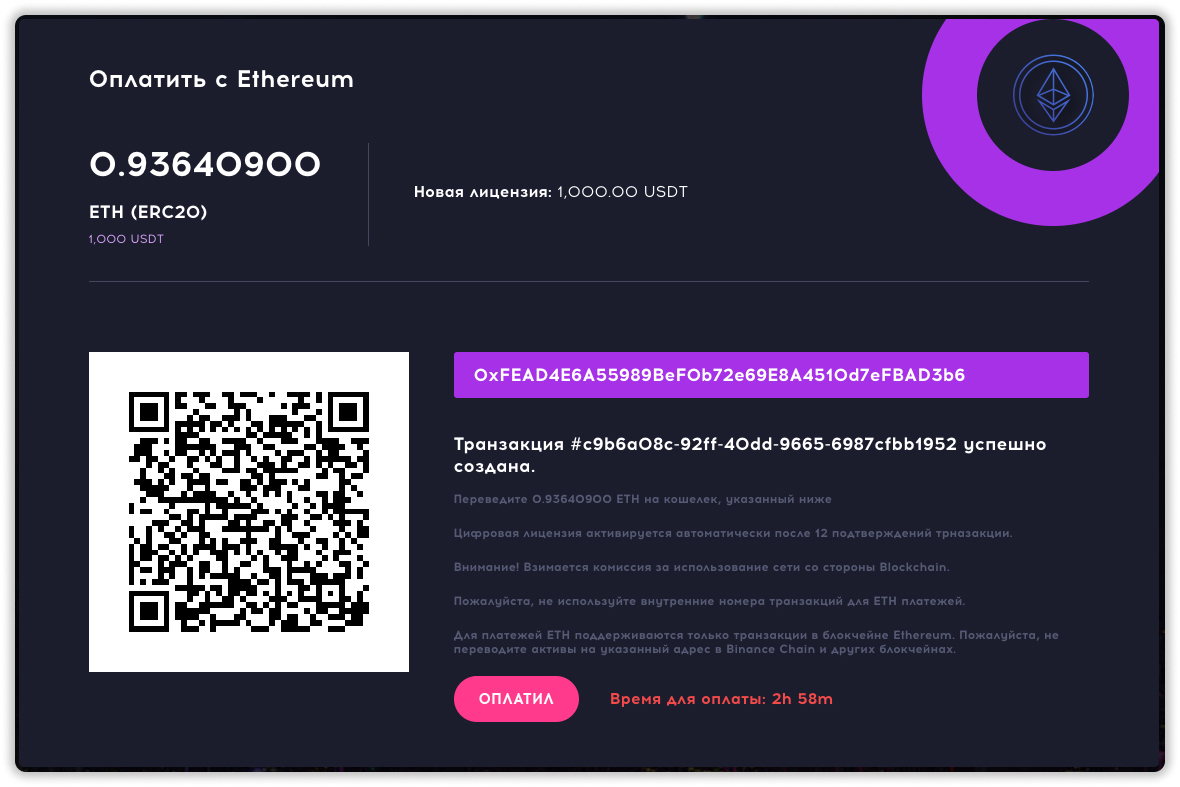 Оплатить с Ethereum
0.93640900
ETH (ERC20)
1,000 USDT
Новая лицензия: 1,000.00 USDT
0xFEAD4E6A55989BeF0b72e69E8A4510d7eFBAD3b6
Транзакция #c9b6a08c-92ff-40dd-9665-6987cfbb1952 успешно
создана.
Переведите 0.93640900 ETH на кошелек, указанный ниже
Цифровая лицензия активируется автоматически после 12 подтверждений трназакции.
Внимание! Взимается комиссия за использование сети со стороны Blockchain.
Пожалуйста, не используйте внутренние номера транзакций для ETH платежей.
Для платежей ETH поддерживаются только транзакции в блокчейне Ethereum. Пожалуйста, не
переводите активы на указанный адрес в Binance Chain и других блокчейнах.
ОПЛАТИЛ
Время для оплаты: 2h 58m